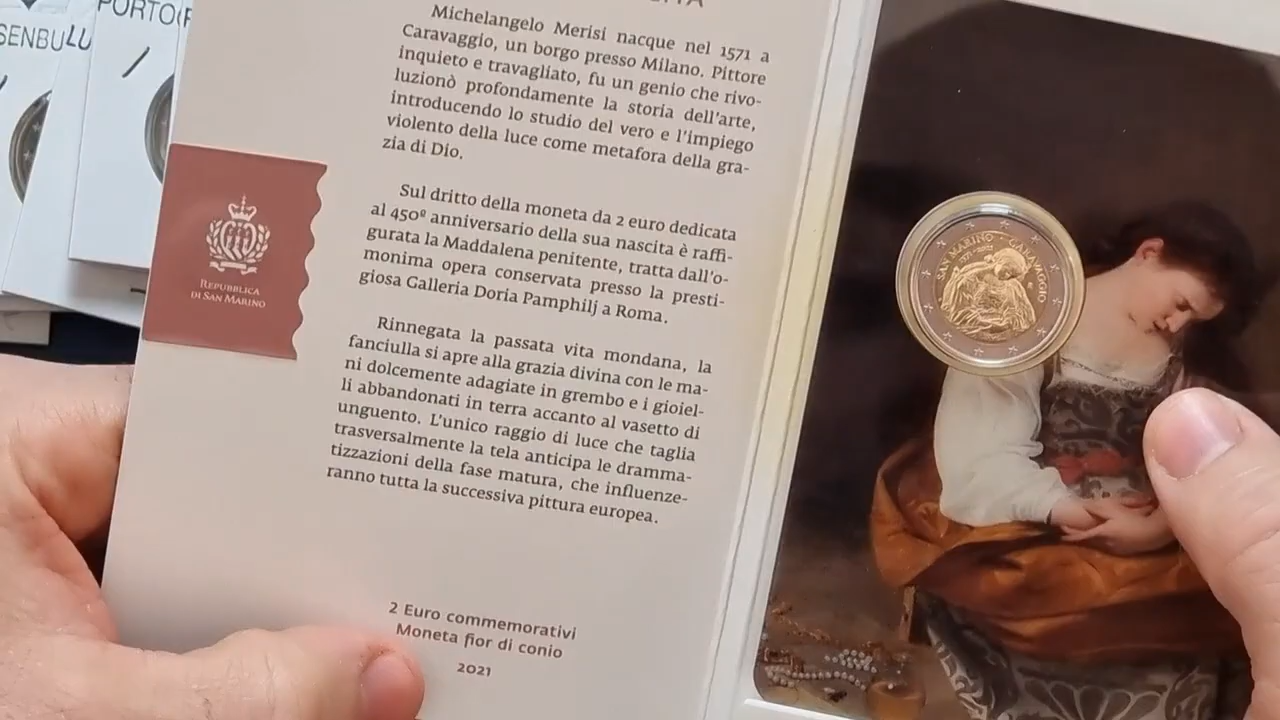 SENBUL
PORTO
Michelangelo Merisi nacque nel 1571 a
Caravaggio, un borgo presso Milano. Pittore
inquieto e travagliato, fu un genio che rivo-
luzionò profondamente la storia dell'arte,
introducendo lo studio del vero e l'impiego
violento della luce come metafora della gra-
zia di Dio.
Sul dritto della moneta da 2 euro dedicata
al 450º anniversario della sua nascita è raffi-
gurata la Maddalena penitente, tratta dall'o-
monima opera conservata presso la presti-
giosa Galleria Doria Pamphilj a Roma.
Rinnegata la passata vita mondana, la
fanciulla si apre alla grazia divina con le ma-
ni dolcemente adagiate in grembo e i gioiel-
li abbandonati in terra accanto al vasetto di
unguento. L'unico raggio di luce che taglia
trasversalmente la tela anticipa le dramma-
tizzazioni della fase matura, che influenze-
ranno tutta la successiva pittura europea.
2 Euro commemorativi
Moneta fior di conio
2021
REPUBBLICA
DI SAN MARINO
SAN MARINO - CARAVAGGIO
1571 - 2021